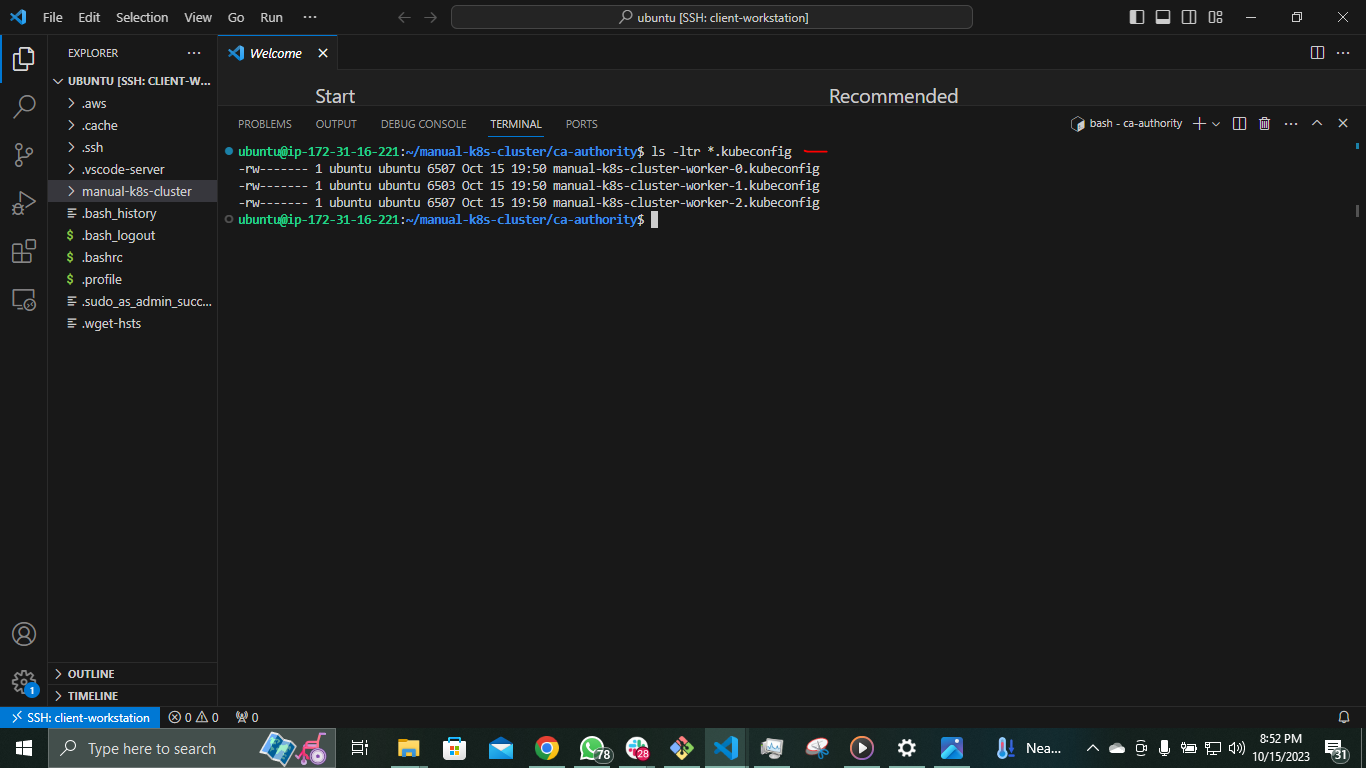 File Edit Selection View Go Run ···
ubuntu [SSH: client-workstation]
EXPLORER ···
Welcome
UBUNTU [SSH: CLIENT-W...
.aws
.cache
.ssh
.vscode-server
manual-k8s-cluster
.bash_history
$ .bash_logout
$ .bashrc
$ .profile
.sudo_as_admin_succ...
.wget-hsts
OUTLINE
TIMELINE
Start
Recommended
PROBLEMS OUTPUT DEBUG CONSOLE TERMINAL PORTS
bash - ca-authority
ubuntu@ip-172-31-16-221:~/manual-k8s-cluster/ca-authority$ ls -ltr *.kubeconfig
-rw------- 1 ubuntu ubuntu 6507 Oct 15 19:50 manual-k8s-cluster-worker-0.kubeconfig
-rw------- 1 ubuntu ubuntu 6503 Oct 15 19:50 manual-k8s-cluster-worker-1.kubeconfig
-rw------- 1 ubuntu ubuntu 6507 Oct 15 19:50 manual-k8s-cluster-worker-2.kubeconfig
ubuntu@ip-172-31-16-221:~/manual-k8s-cluster/ca-authority$
1
SSH: client-workstation 0 0 0
Type here to search
78
28
Nea...
8:52 PM
10/15/2023
31